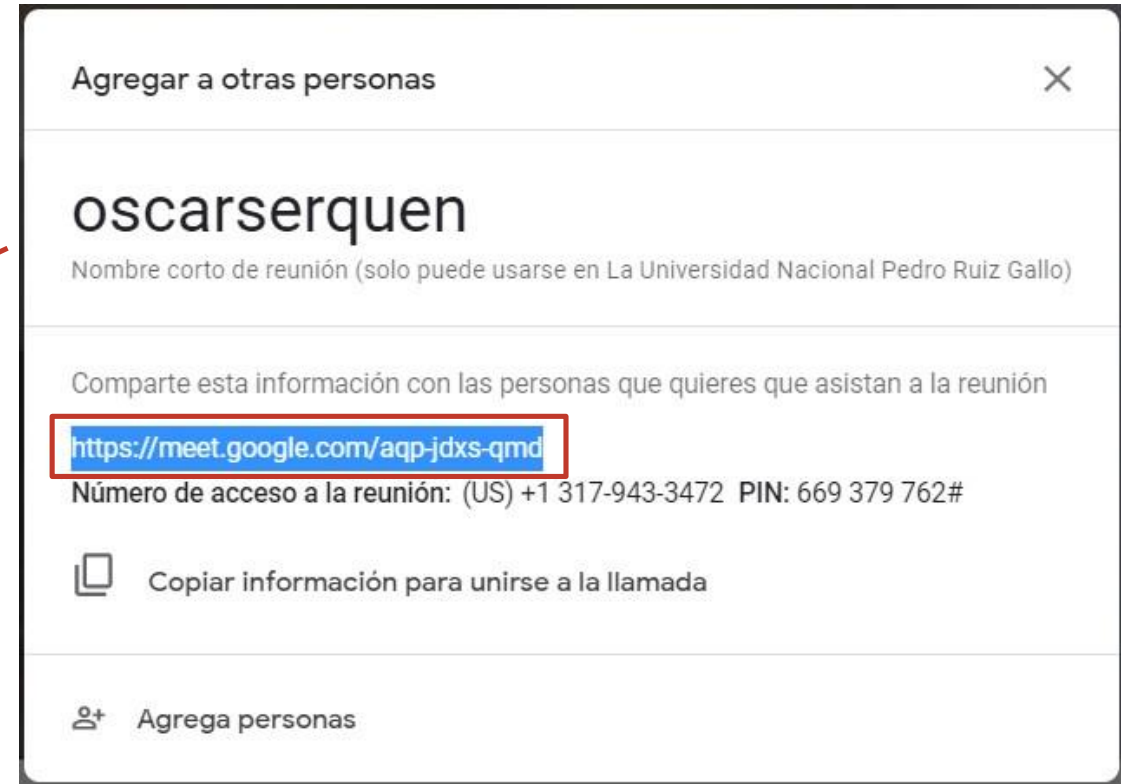 Agregar a otras personas
oscarserquen
Nombre corto de reunión (solo puede usarse en La Universidad Nacional Pedro Ruiz Gallo)
Comparte esta información con las personas que quieres que asistan a la reunión
https://meet.google.com/aqp-jdxs-qmd
Número de acceso a la reunión: (US) +1 317-943-3472 PIN: 669 379 762#
Copiar información para unirse a la llamada
Agrega personas